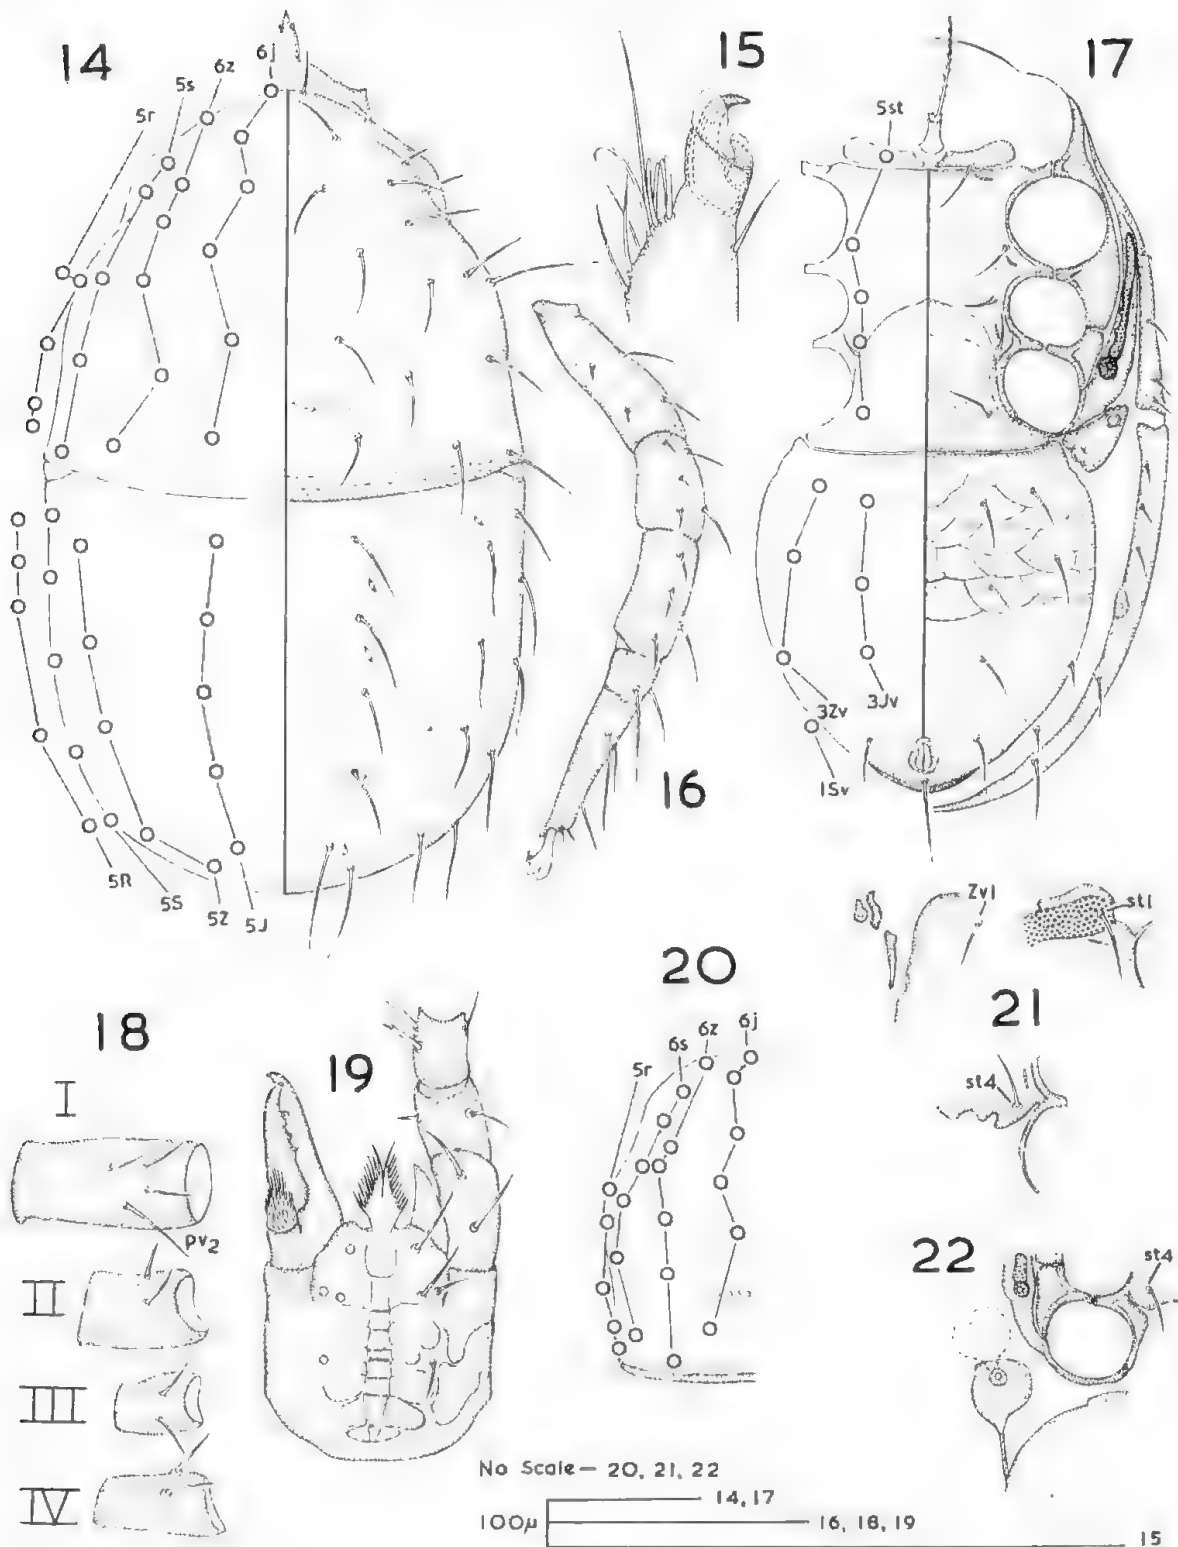 14
6j
6z
5s
5r
15
17
5st
16
3Zv
3Jv
1Sv
5R
5S
5Z
5J
Zv1
st1
20
21
18
19
6j
6z
6s
5r
st4
I
pv2
II
22
st4
III
IV
No Scale — 20, 21, 22
14, 17
100µ
16, 18, 19
15